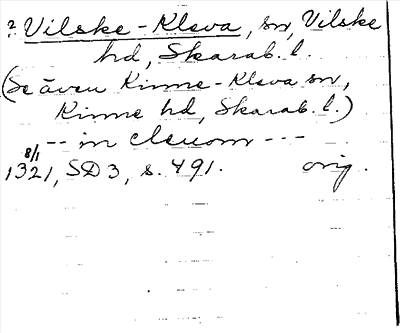 ? Vilske-Kleva, sn, Vilske
hd, Skarab. l.
(Se även Kinne-Kleva sn,
Kinne hd, Skarab. l.)
-- in cleuom ---
8/1
1321, SD 3, s. 491. orig.